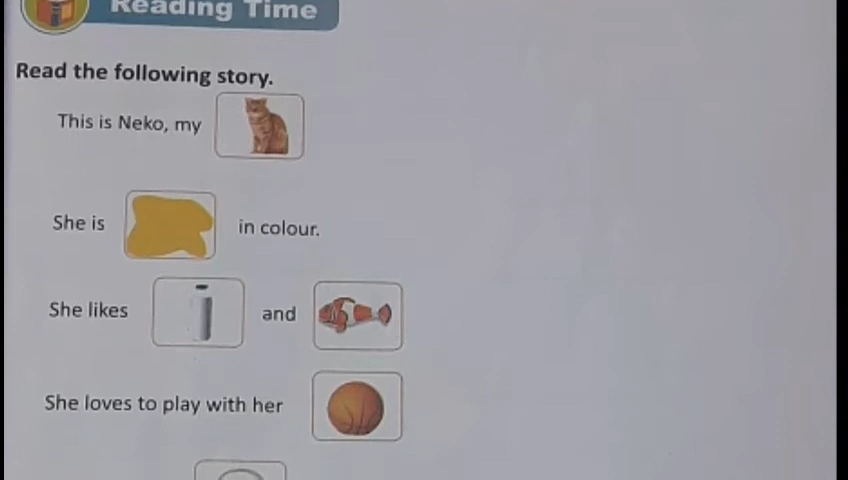 Reading Time
Read the following story.
This is Neko, my
She is in colour.
She likes and
She loves to play with her